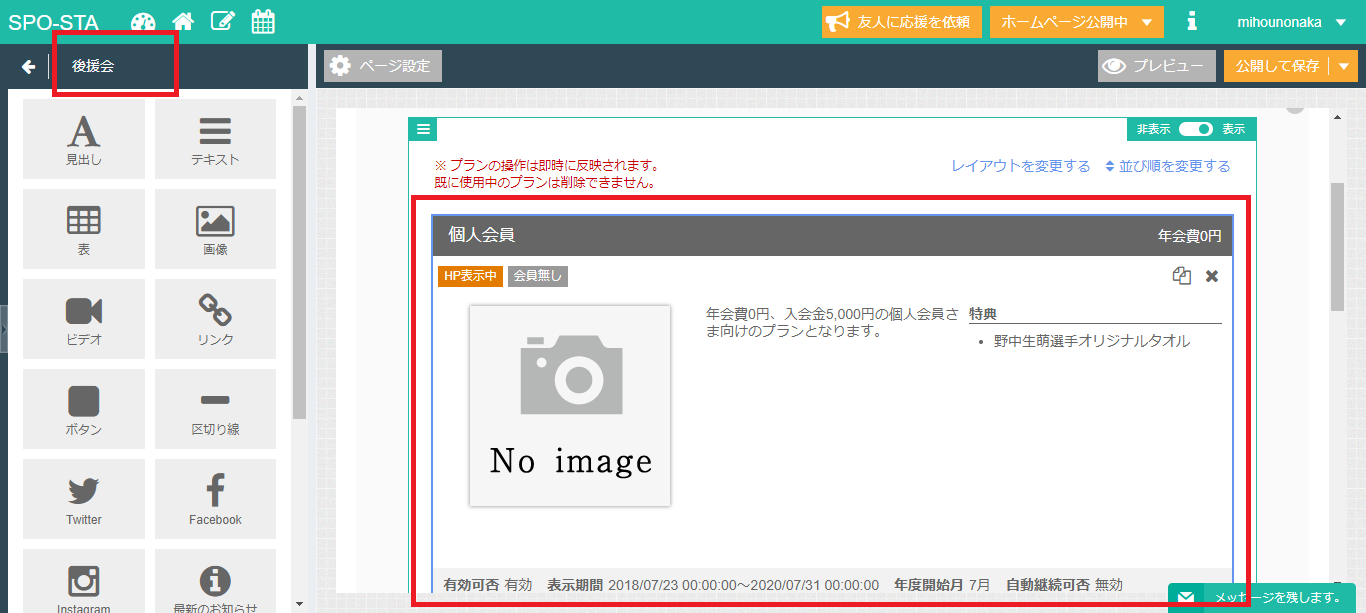 SPO-STA
友人に応援を依頼
ホームページ公開中
mihounonaka
後援会
ページ設定
プレビュー
公開して保存
見出し
テキスト
表
画像
ビデオ
リンク
ボタン
区切り線
Twitter
Facebook
Instagram
最新のお知らせ
非表示 表示
※ プランの操作は即時に反映されます。
既に使用中のプランは削除できません。
レイアウトを変更する
並び順を変更する
個人会員
年会費0円
HP表示中
会員無し
No image
年会費0円、入会金5,000円の個人会員さ
ま向けのプランとなります。
特典
• 野中生萌選手オリジナルタオル
有効可否 有効 表示期間 2018/07/23 00:00:00～2020/07/31 00:00:00 年度開始月 7月 自動継続可否 無効
メッセージを残します。